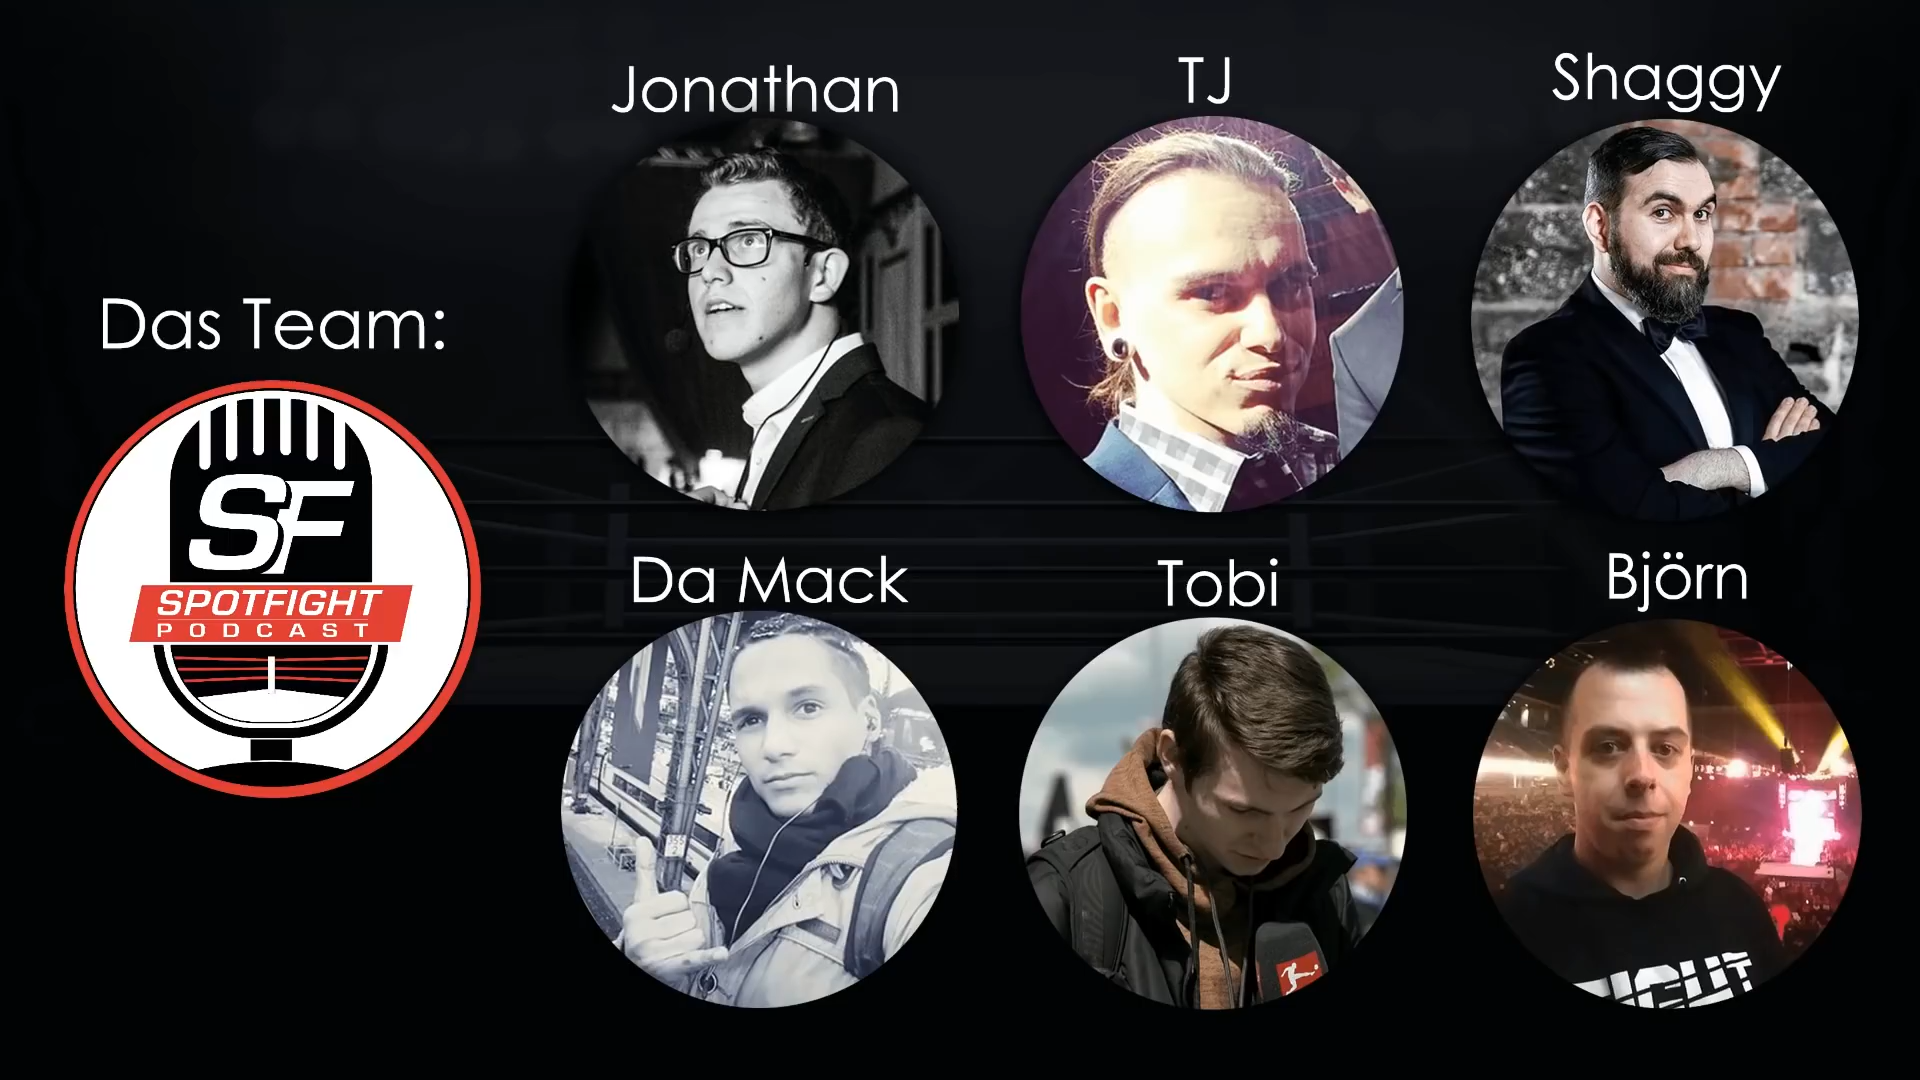 Das Team:
SF
SPOTFIGHT
PODCAST
Jonathan
TJ
Shaggy
Da Mack
Tobi
Björn